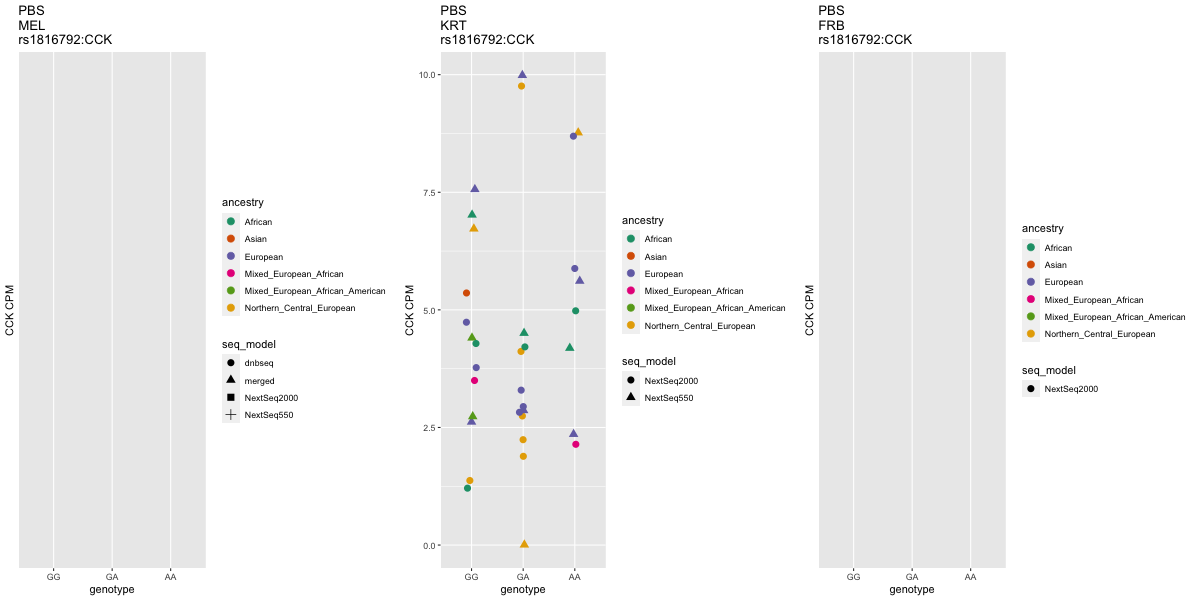 PBS
MEL
rs1816792:CCK
CCK CPM
GG
GA
AA
genotype
ancestry
African
Asian
European
Mixed_European_African
Mixed_European_African_American
Northern_Central_European
seq_model
dnbseq
merged
NextSeq2000
NextSeq550
PBS
KRT
rs1816792:CCK
CCK CPM
10.0
7.5
5.0
2.5
0.0
GG
GA
AA
genotype
ancestry
African
Asian
European
Mixed_European_African
Mixed_European_African_American
Northern_Central_European
seq_model
NextSeq2000
NextSeq550
PBS
FRB
rs1816792:CCK
CCK CPM
GG
GA
AA
genotype
ancestry
African
Asian
European
Mixed_European_African
Mixed_European_African_American
Northern_Central_European
seq_model
NextSeq2000